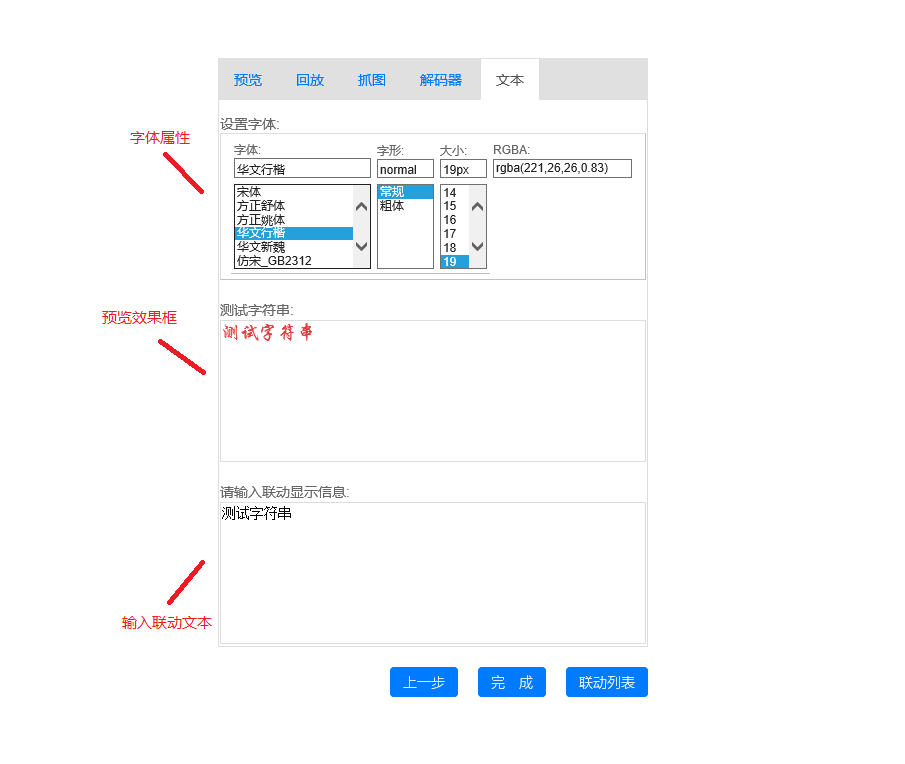 预览 回放 抓图 解码器 文本
设置字体:
字体属性
字体: 字形: 大小: RGBA:
华文行楷 normal 19px rgba(221,26,26,0.83)
宋体 常规 14
方正舒体 粗体 15
方正姚体 16
华文行楷 17
华文新魏 18
仿宋_GB2312 19
测试字符串:
预览效果框
测试字符串
请输入联动显示信息:
测试字符串
输入联动文本
上一步 完 成 联动列表